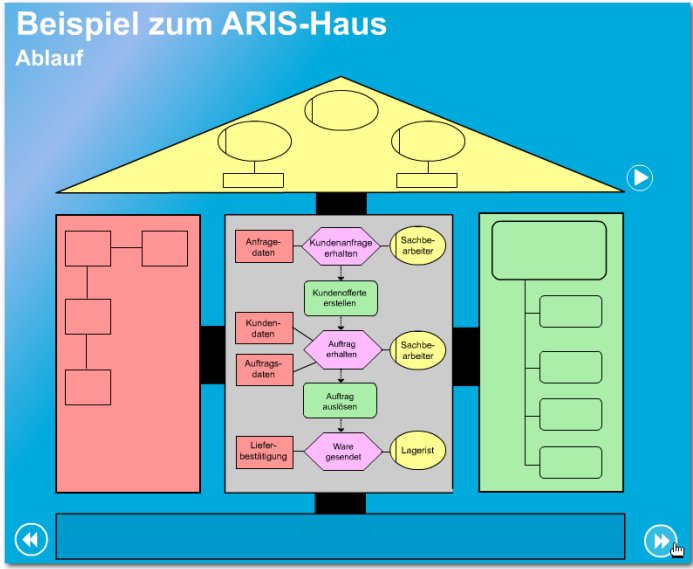 Beispiel zum ARIS-Haus
Ablauf
Anfrage-
daten
Kundenanfrage
erhalten
Sachbe-
arbeiter
Kundenofferte
erstellen
Kunden-
daten
Auftrag
erhalten
Sachbe-
arbeiter
Auftrags-
daten
Auftrag
auslösen
Liefer-
bestätigung
Ware
gesendet
Lagerist